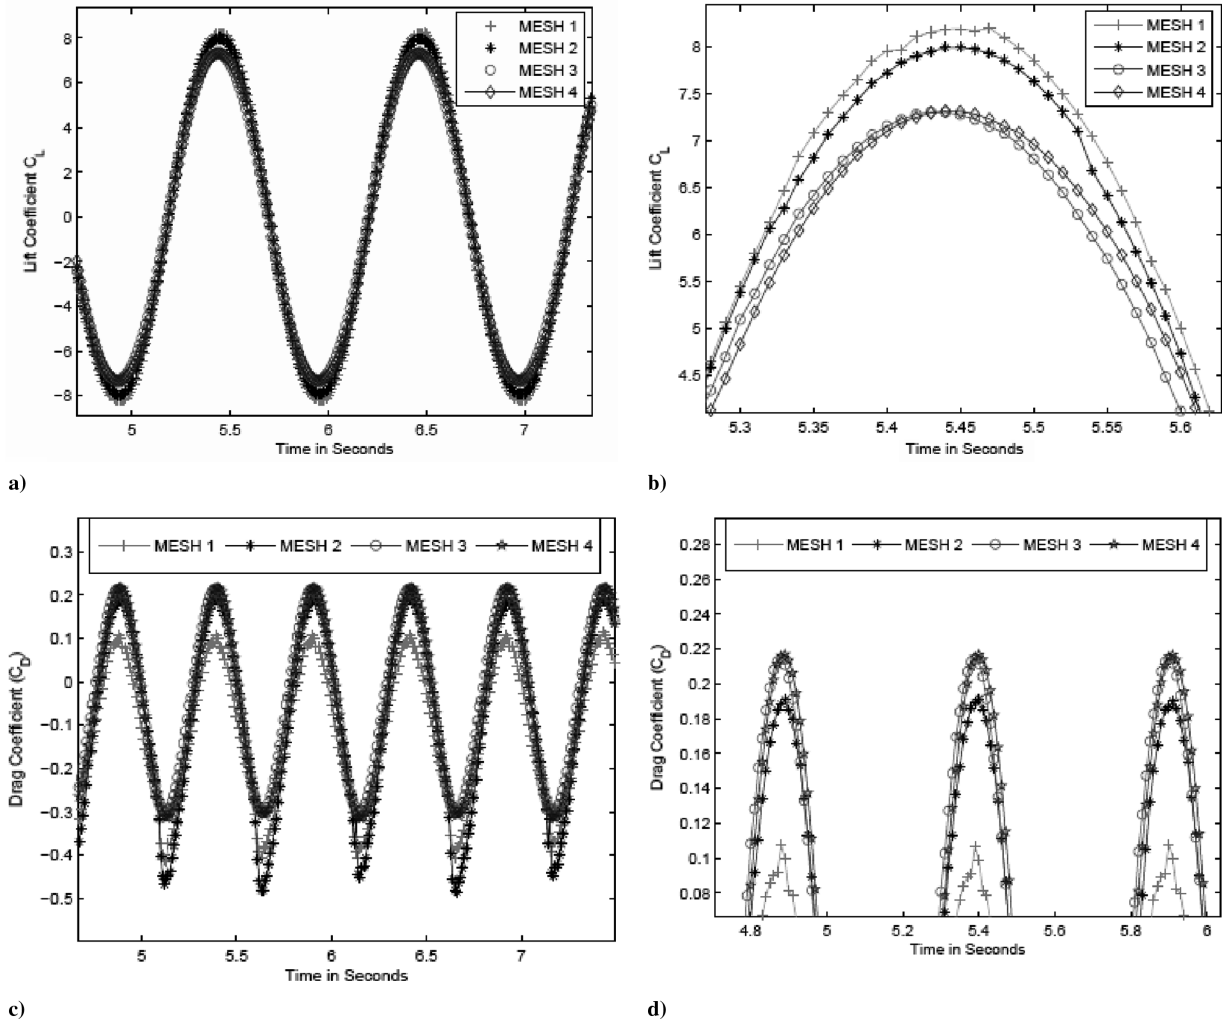 MESH 1
MESH 2
MESH 3
MESH 4
8
6
4
2
0
−2
−4
−6
−8
5
5.5
6
6.5
7
Lift Coefficient C_L
Time in Seconds
a)
MESH 1
MESH 2
MESH 3
MESH 4
8
7.5
7
6.5
6
5.5
5
4.5
5.3
5.35
5.4
5.45
5.5
5.55
5.6
Lift Coefficient C_L
Time in Seconds
b)
MESH 1 MESH 2 MESH 3 MESH 4
0.3
0.2
0.1
0
−0.1
−0.2
−0.3
−0.4
−0.5
5
5.5
6
6.5
7
Drag Coefficient (C_D)
Time in Seconds
c)
MESH 1 MESH 2 MESH 3 MESH 4
0.28
0.26
0.24
0.22
0.2
0.18
0.16
0.14
0.12
0.1
0.08
4.8
5
5.2
5.4
5.6
5.8
6
Drag Coefficient (C_D)
Time in Seconds
d)